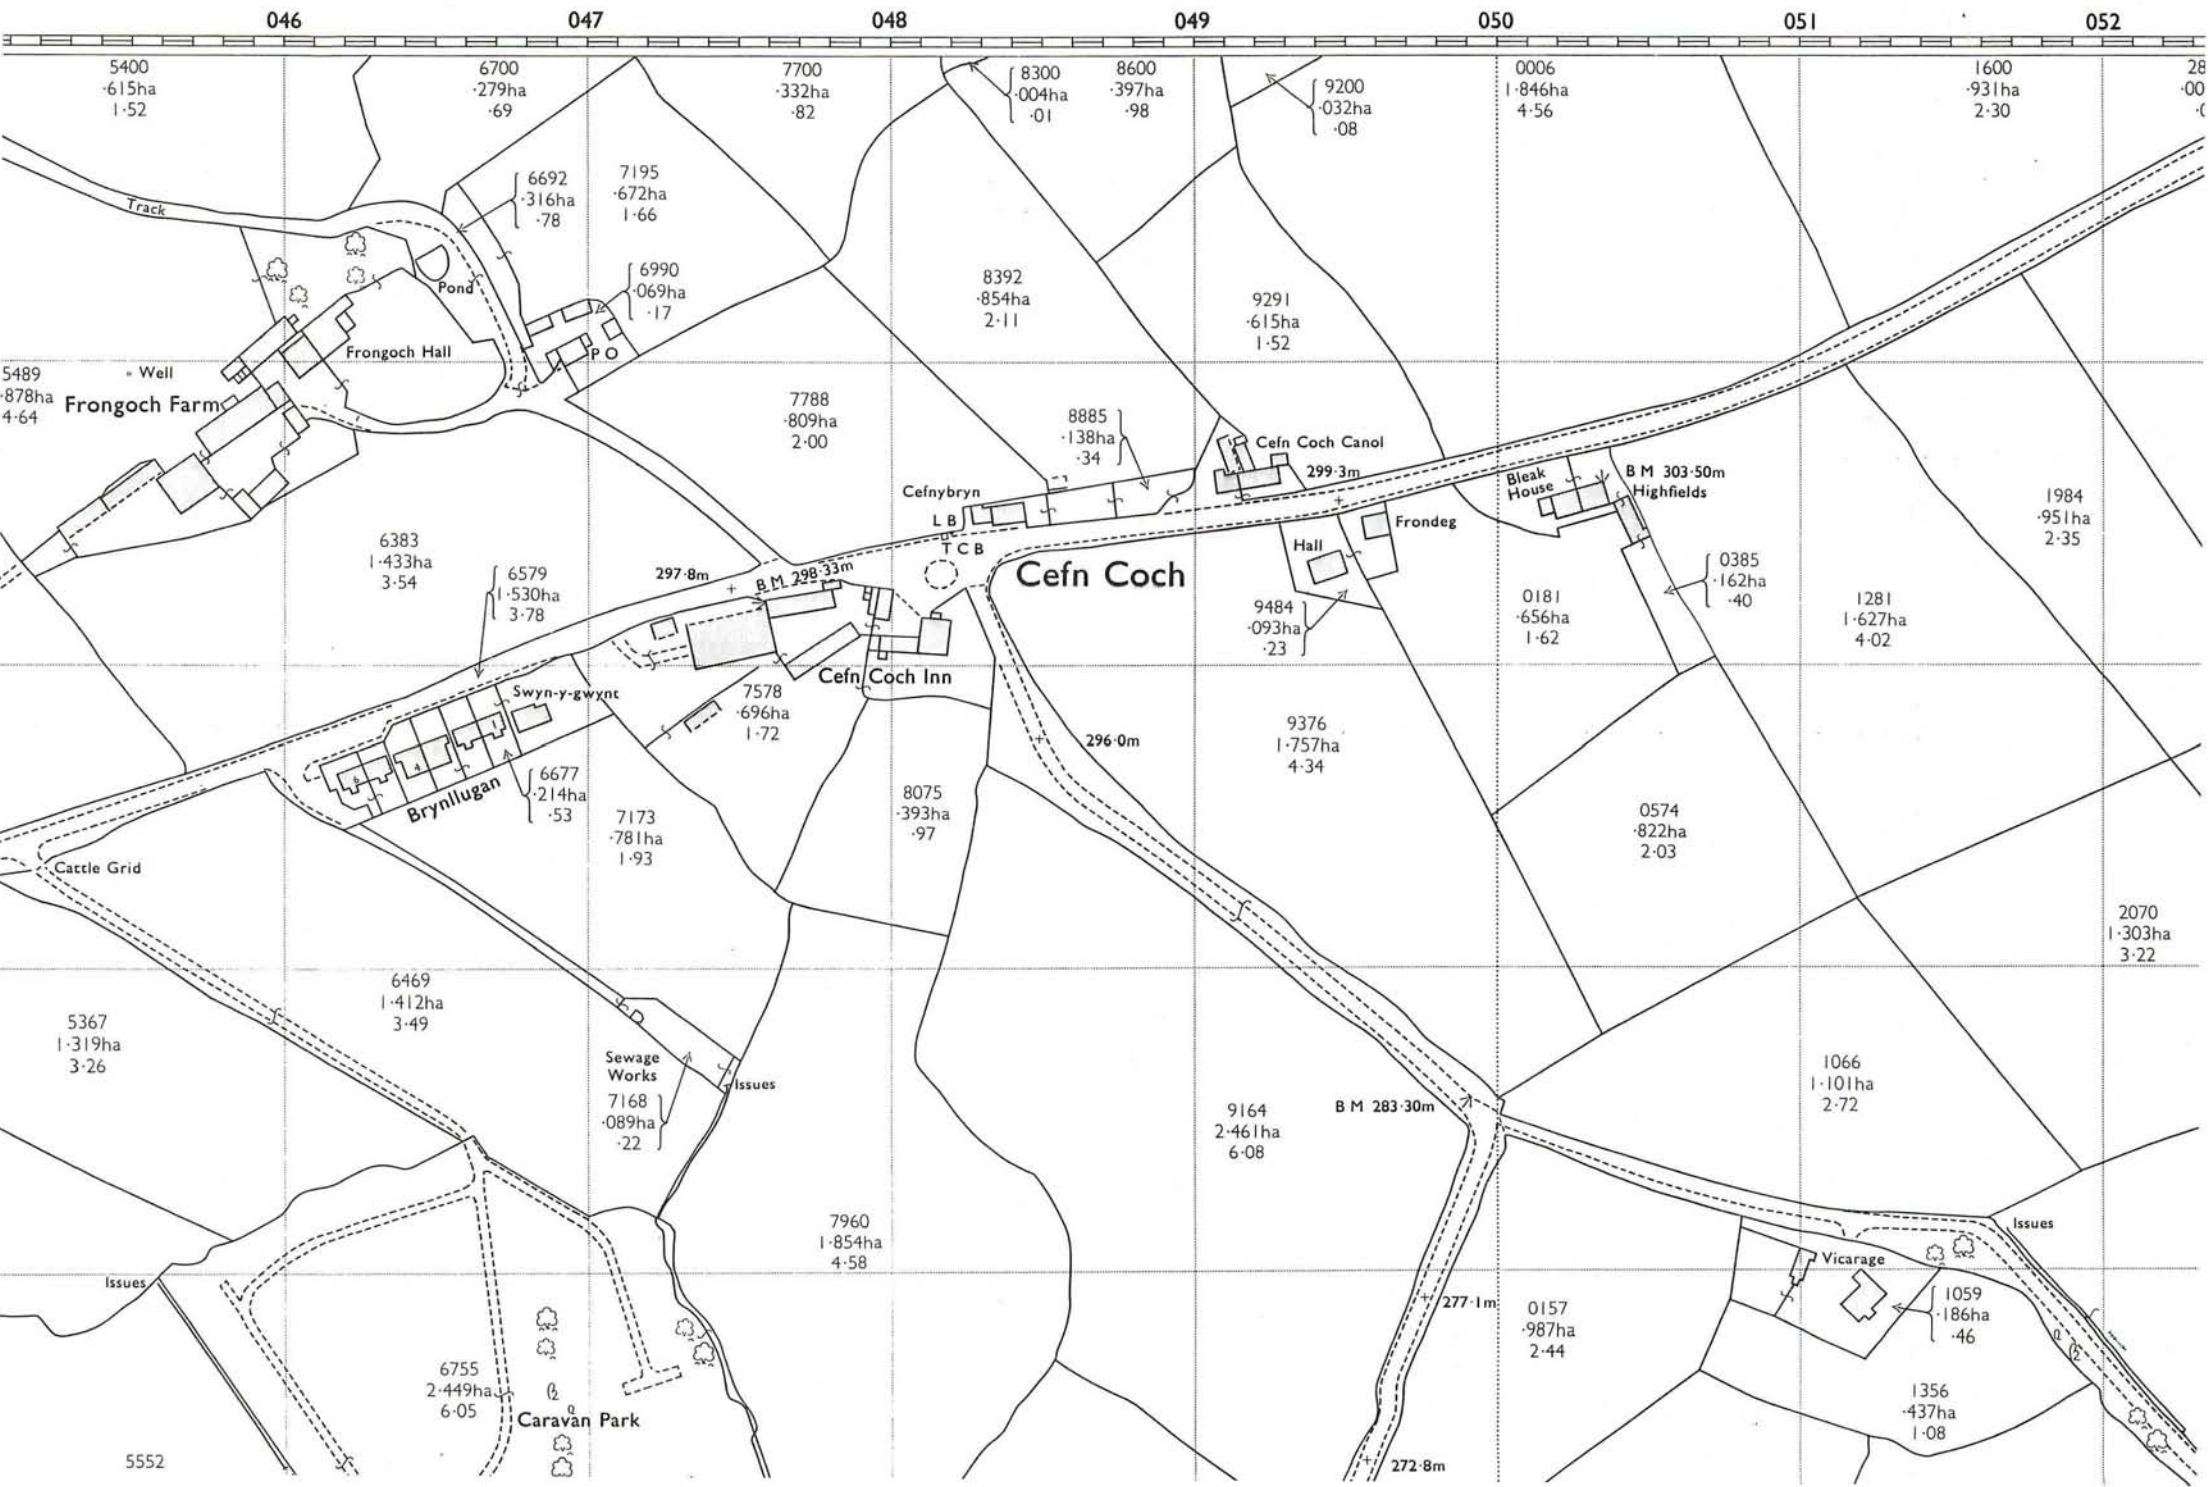 046 047 048 049 050 051 052
5400
·615ha
1·52
6700
·279ha
·69
7700
·332ha
·82
8300
·004ha
·01
8600
·397ha
·98
9200
·032ha
·08
0006
1·846ha
4·56
1600
·931ha
2·30
28
·00
Track
6692
·316ha
·78
7195
·672ha
1·66
6990
·069ha
·17
Pond
P O
8392
·854ha
2·11
9291
·615ha
1·52
Frongoch Hall
Well
5489
·878ha
4·64
Frongoch Farm
7788
·809ha
2·00
8885
·138ha
·34
Cefn Coch Canol
299·3m
Bleak
House
B M 303·50m
Highfields
1984
·951ha
2·35
Cefnybryn
L B
T C B
Frondeg
Hall
Cefn Coch
6383
1·433ha
3·54
6579
1·530ha
3·78
297·8m
B M 298·33m
9484
·093ha
·23
0181
·656ha
1·62
0385
·162ha
·40
1281
1·627ha
4·02
Cefn Coch Inn
Swyn-y-gwynt
7578
·696ha
1·72
296·0m
9376
1·757ha
4·34
1
4
6
Brynllugan
6677
·214ha
·53
7173
·781ha
1·93
8075
·393ha
·97
0574
·822ha
2·03
Cattle Grid
2070
1·303ha
3·22
6469
1·412ha
3·49
5367
1·319ha
3·26
Sewage
Works
7168
·089ha
·22
Issues
9164
2·461ha
6·08
B M 283·30m
1066
1·101ha
2·72
7960
1·854ha
4·58
Issues
Vicarage
Issues
277·1m
0157
·987ha
2·44
1059
·186ha
·46
6755
2·449ha
6·05
Caravan Park
1356
·437ha
1·08
5552
272·8m